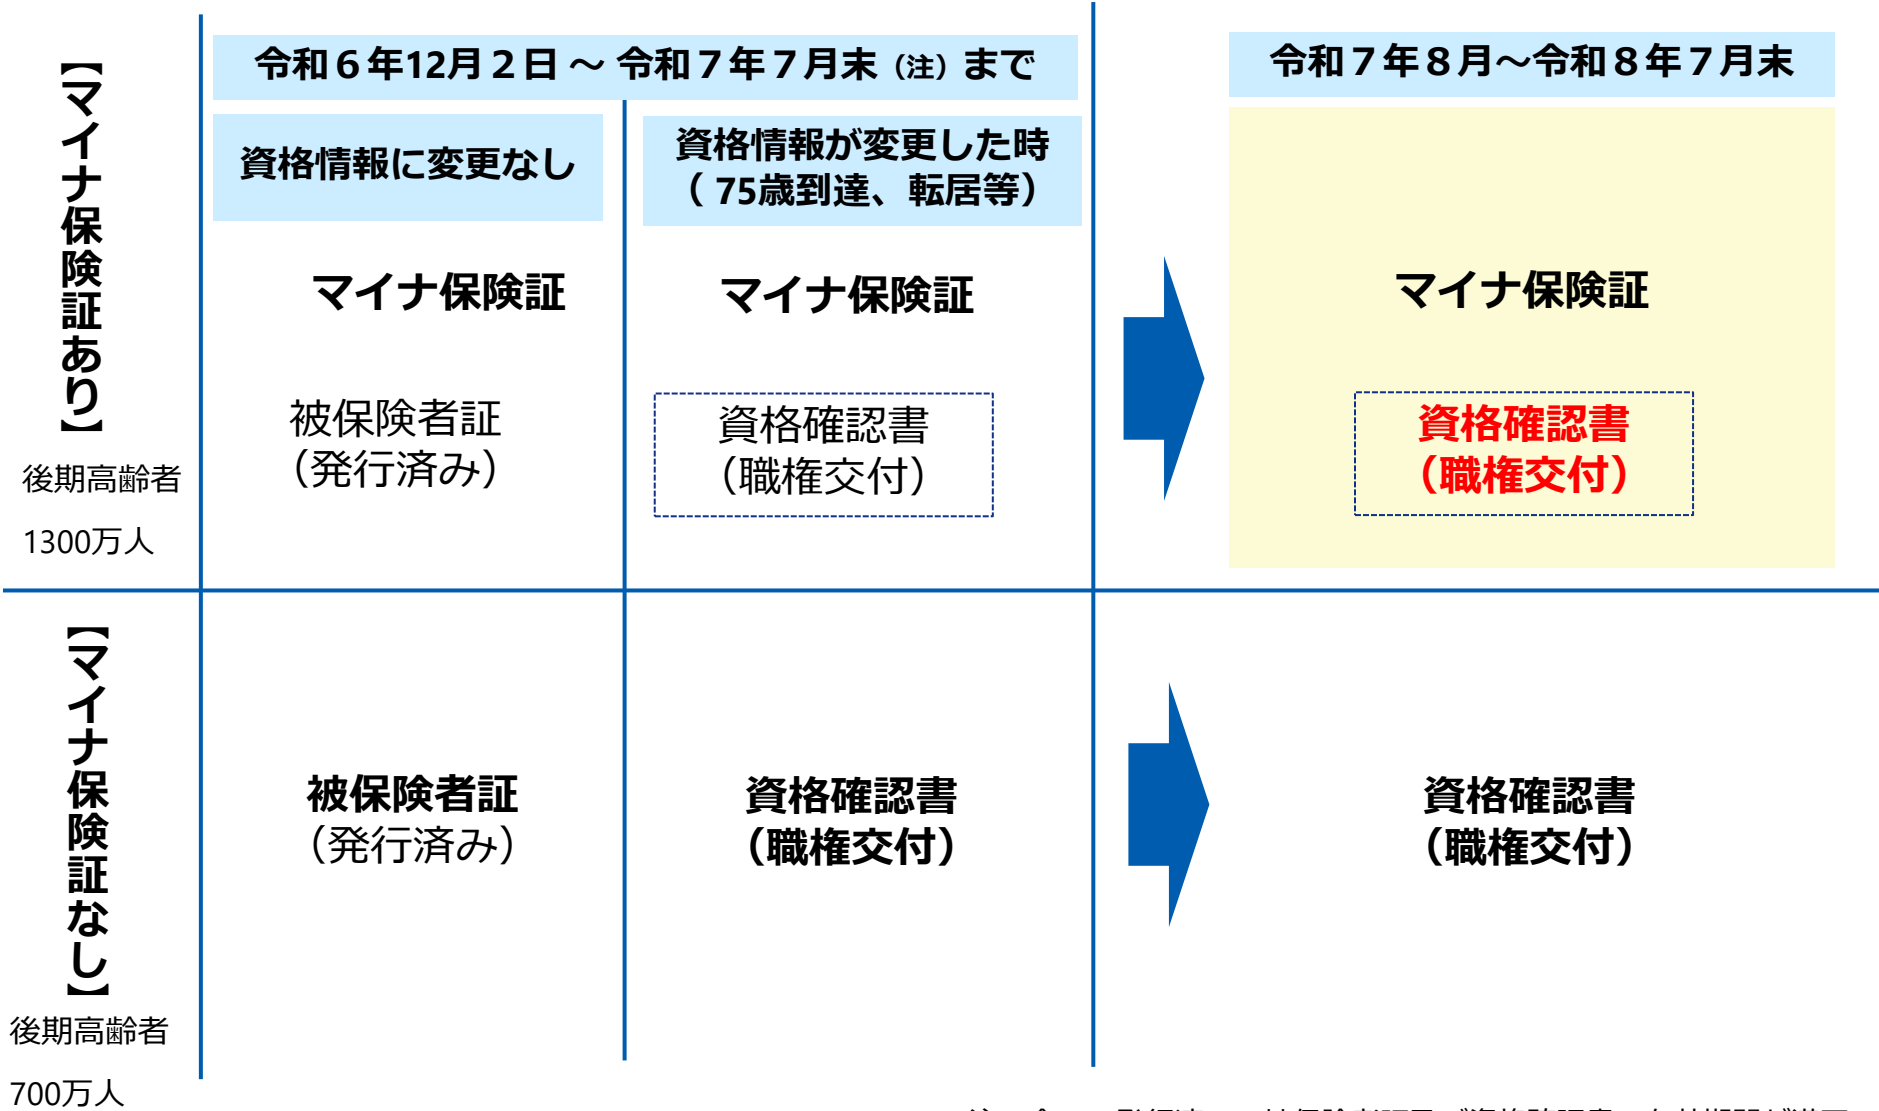 令和６年12月２日 ～ 令和７年７月末（注）まで
令和７年８月～令和８年７月末
【マイナ保険証あり】
後期高齢者
1300万人
資格情報に変更なし
資格情報が変更した時
（ 75歳到達、転居等）
マイナ保険証
被保険者証
（発行済み）
マイナ保険証
資格確認書
（職権交付）
マイナ保険証
資格確認書
（職権交付）
【マイナ保険証なし】
後期高齢者
700万人
被保険者証
（発行済み）
資格確認書
（職権交付）
資格確認書
（職権交付）